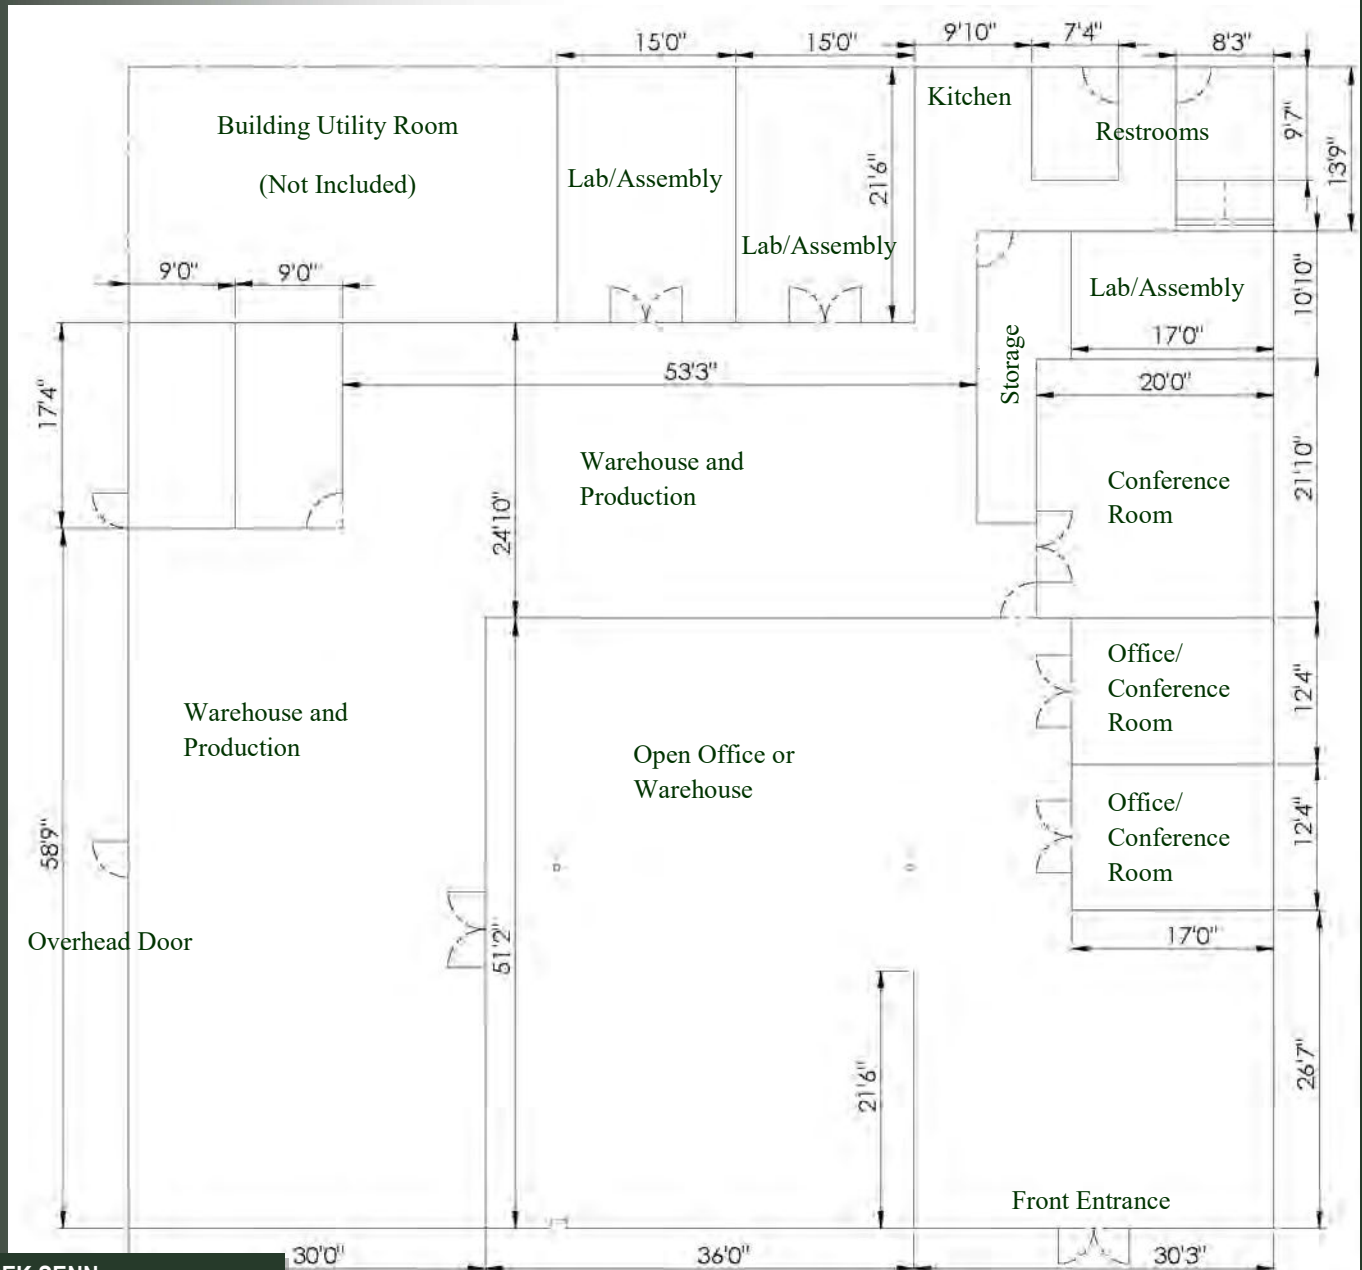 15'0"
15'0"
9'10"
7'4"
8'3"
Kitchen
Restrooms
9'7"
13'9"
Building Utility Room
(Not Included)
Lab/Assembly
21'6"
Lab/Assembly
9'0"
9'0"
Lab/Assembly
10'10"
17'0"
17'4"
53'3"
Storage
20'0"
Warehouse and
Production
24'10"
Conference
Room
21'10"
Office/
Conference
Room
12'4"
Warehouse and
Production
Open Office or
Warehouse
Office/
Conference
Room
12'4"
58'9"
Overhead Door
51'2"
17'0"
21'6"
26'7"
Front Entrance
30'0"
36'0"
30'3"